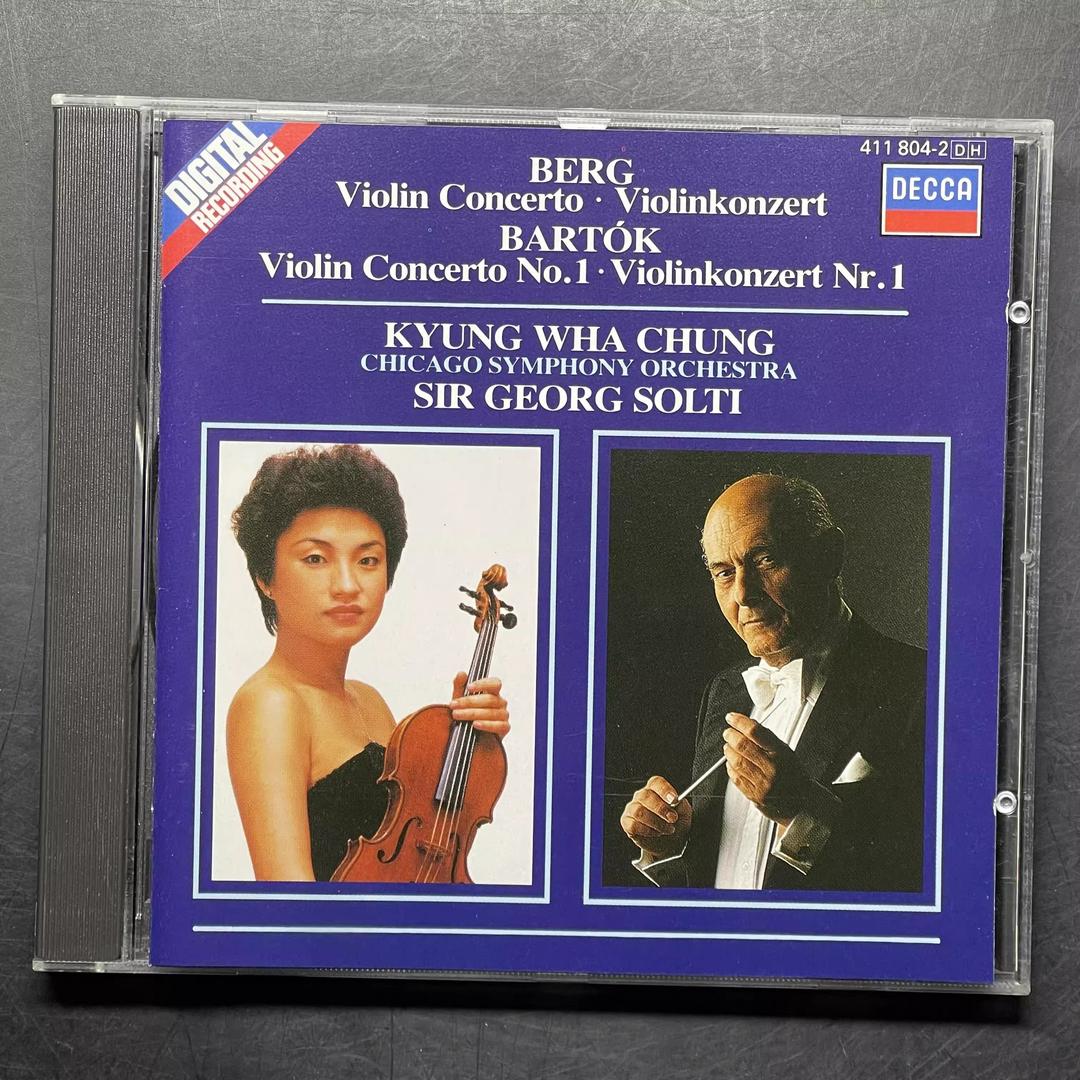 DIGITAL
RECORDING
411 804-2 DH
DECCA
BERG
Violin Concerto · Violinkonzert
BARTÓK
Violin Concerto No.1 · Violinkonzert Nr.1
KYUNG WHA CHUNG
CHICAGO SYMPHONY ORCHESTRA
SIR GEORG SOLTI